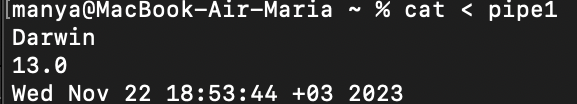 [manya@MacBook-Air-Maria ~ % cat < pipe1
Darwin
13.0
Wed Nov 22 18:53:44 +03 2023